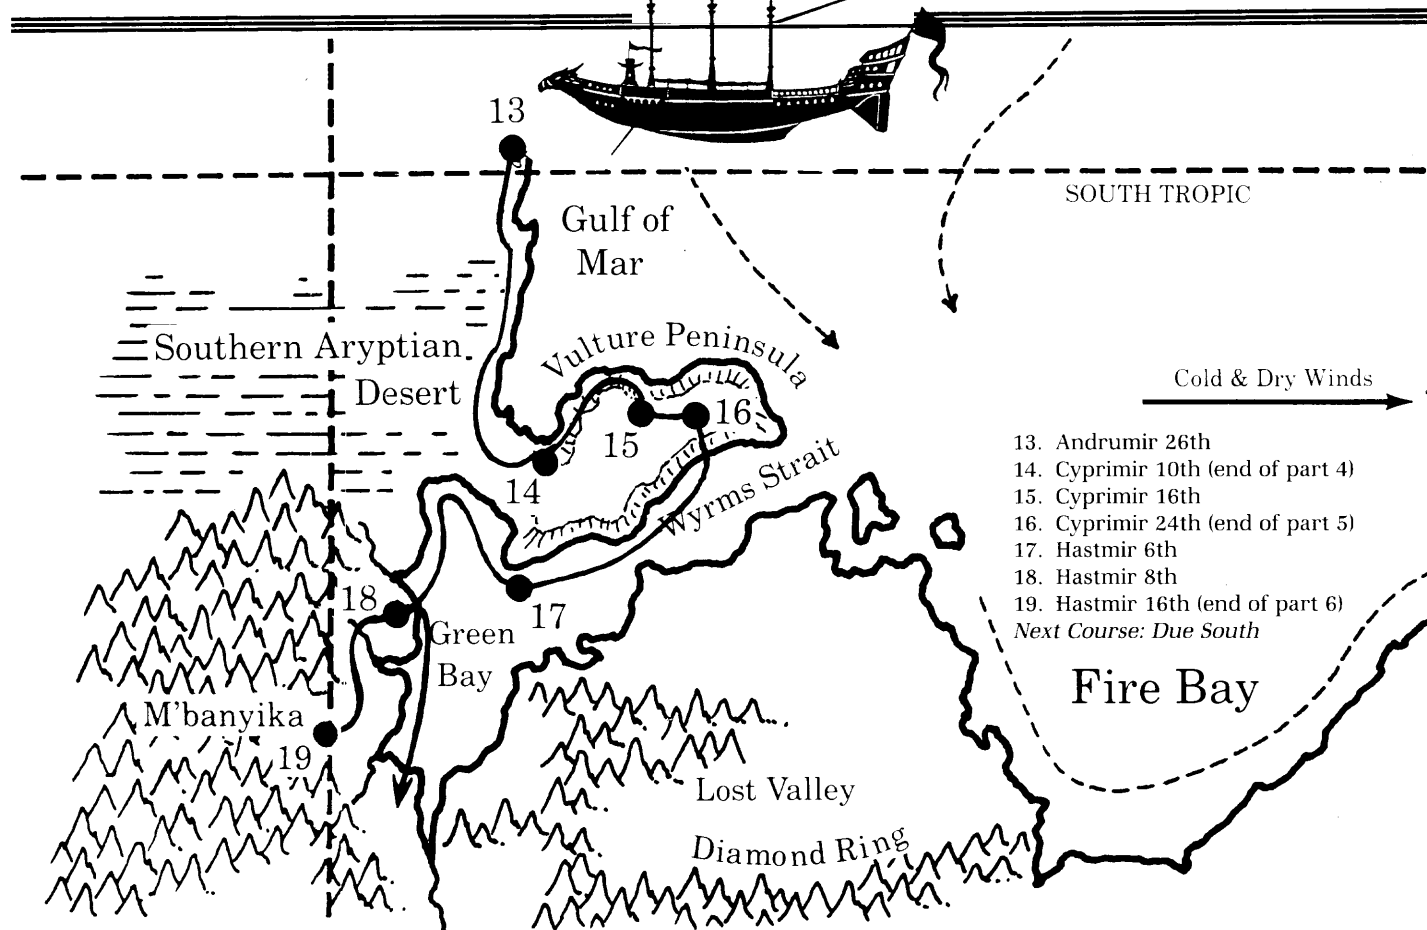 13
SOUTH TROPIC
Gulf of
Mar
Southern Aryptian
Desert
Vulture Peninsula
Cold & Dry Winds
16
15
14
Wyrms Strait
13. Andrumir 26th
14. Cyprimir 10th (end of part 4)
15. Cyprimir 16th
16. Cyprimir 24th (end of part 5)
17. Hastmir 6th
18. Hastmir 8th
19. Hastmir 16th (end of part 6)
Next Course: Due South
18
17
Green
Bay
Fire Bay
M'banyika
19
Lost Valley
Diamond Ring